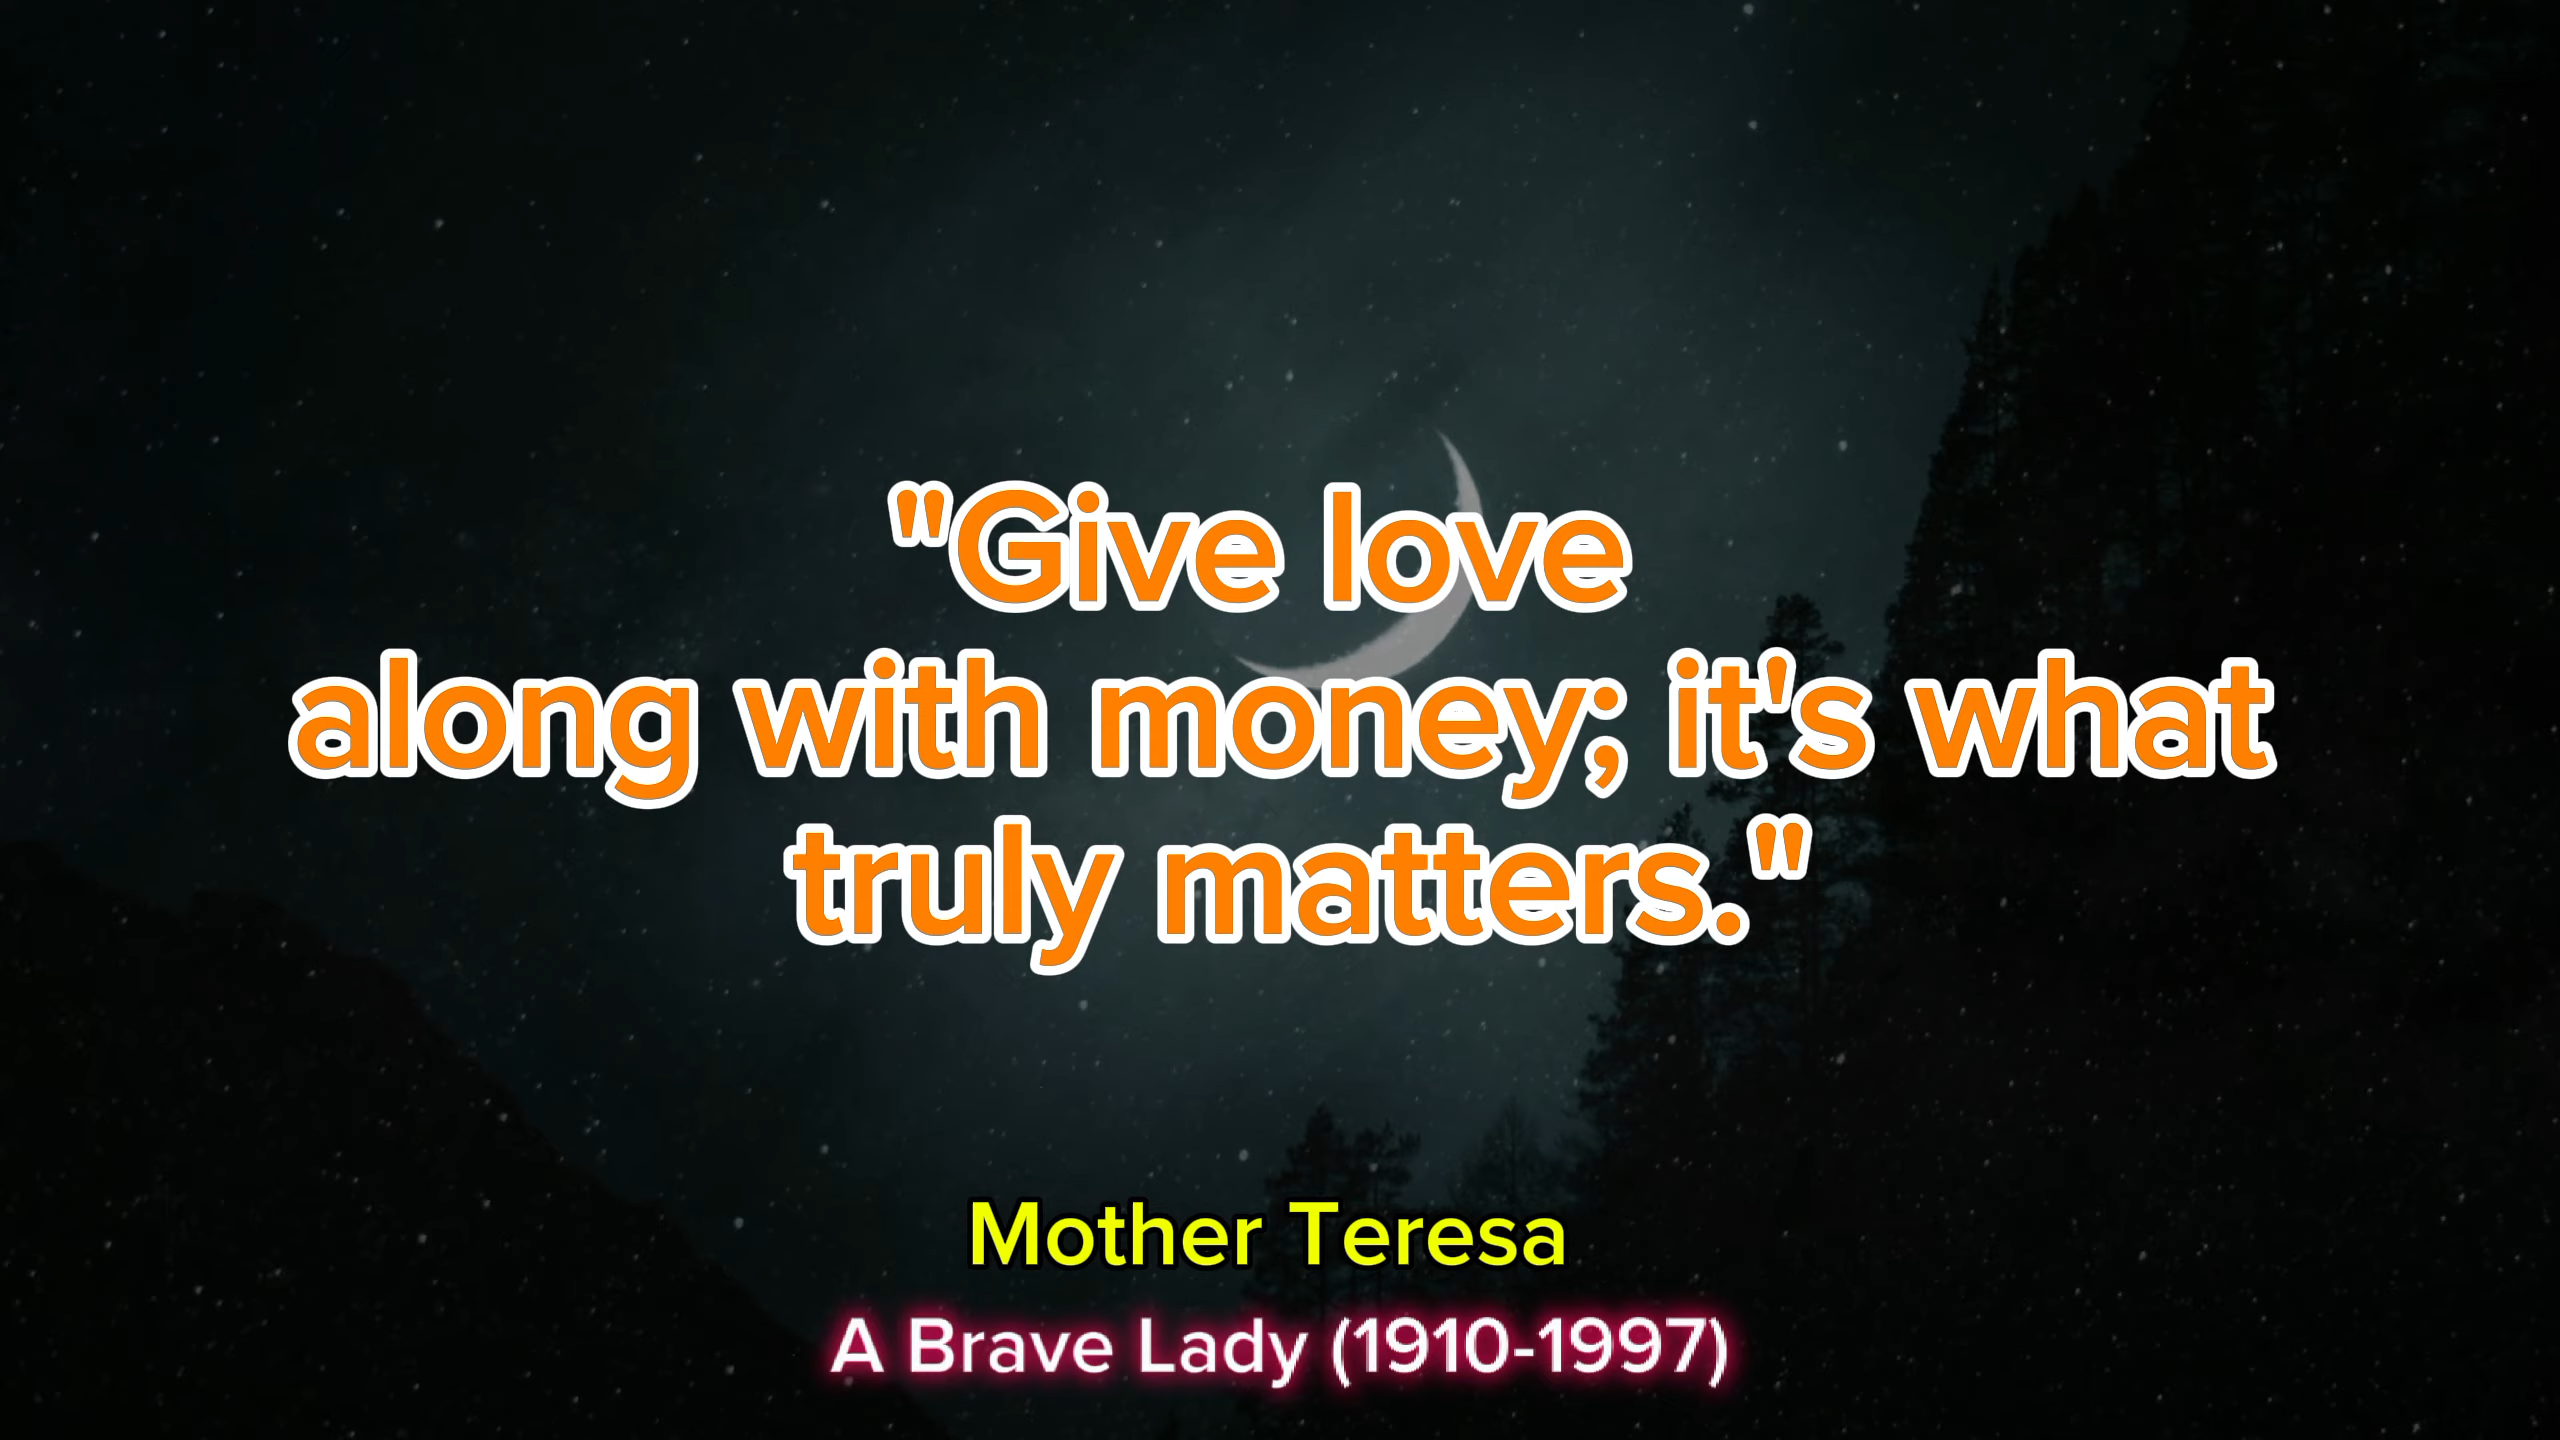 "Give love
along with money; it's what
truly matters."
Mother Teresa
A Brave Lady (1910-1997)